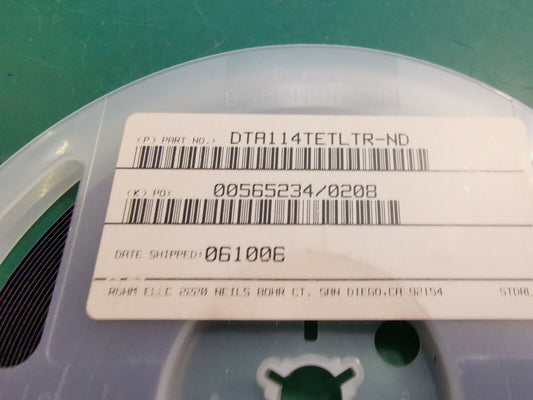 (P) PART NO.: DTA114TETLTR-ND
(K) PO: 00565234/0208
DATE SHIPPED: 061006
ROHM ELEC 2220 NEILS BOHR CT, SAN DIEGO,CA 92154